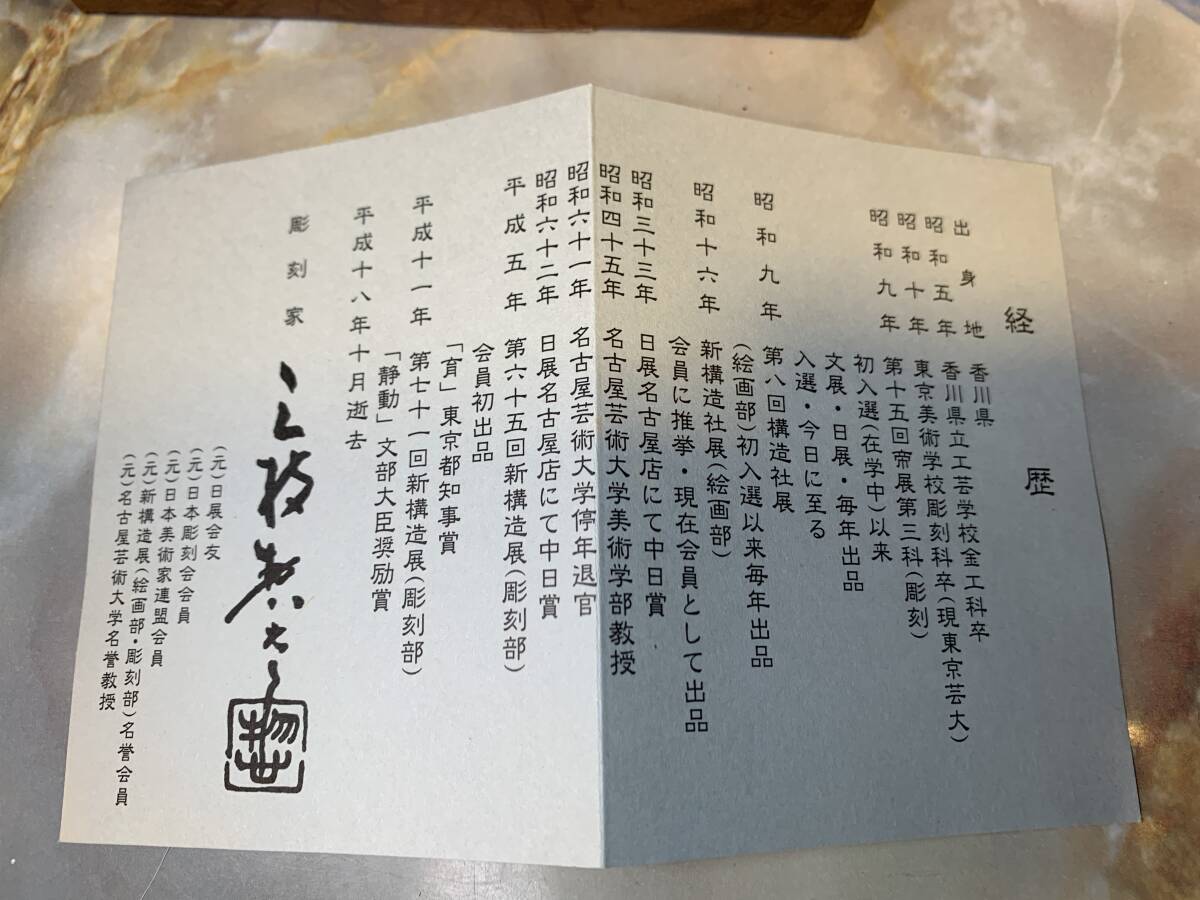 経歴
出身地 香川県
昭和五年 香川県立工芸学校金工科卒
昭和十年 東京美術学校彫刻科卒(現東京芸大)
昭和九年 第十五回帝展第三科(彫刻)
初入選(在学中)以来
文展・日展・毎年出品
入選・今日に至る
昭和九年 第八回構造社展
(絵画部)初入選以来毎年出品
昭和十六年 新構造社展(絵画部)
会員に推挙・現在会員として出品
昭和三十三年 日展名古屋店にて中日賞
昭和四十五年 名古屋芸術大学美術学部教授
昭和六十一年 名古屋芸術大学停年退官
昭和六十二年 日展名古屋店にて中日賞
平成五年 第六十五回新構造展(彫刻部)
会員初出品
「育」東京都知事賞
平成十一年 第七十一回新構造展(彫刻部)
「静動」文部大臣奨励賞
平成十八年十月逝去
彫刻家 三枝惣太郎
(元)日展会友
(元)日本彫刻会会員
(元)日本美術家連盟会員
(元)新構造展(絵画部・彫刻部)名誉会員
(元)名古屋芸術大学名誉教授